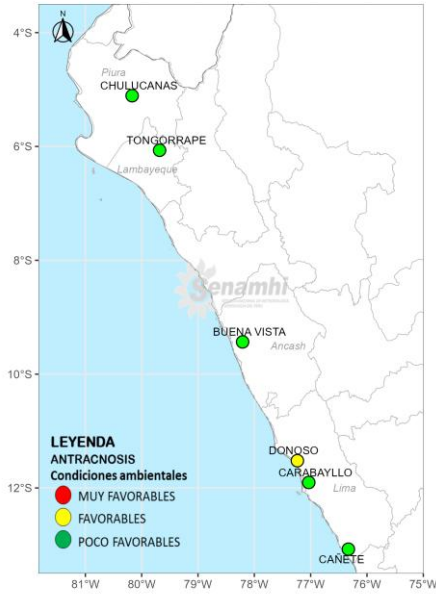 4°S
N
Piura
CHULUCANAS
TONGORRAPE
6°S
Lambayeque
8°S
Senamhi
BUENA VISTA
Ancash
10°S
LEYENDA
ANTRACNOSIS
Condiciones ambientales
MUY FAVORABLES
FAVORABLES
POCO FAVORABLES
DONOSO
CARABAYLLO
Lima
12°S
CAÑETE
81°W 80°W 79°W 78°W 77°W 76°W 75°W